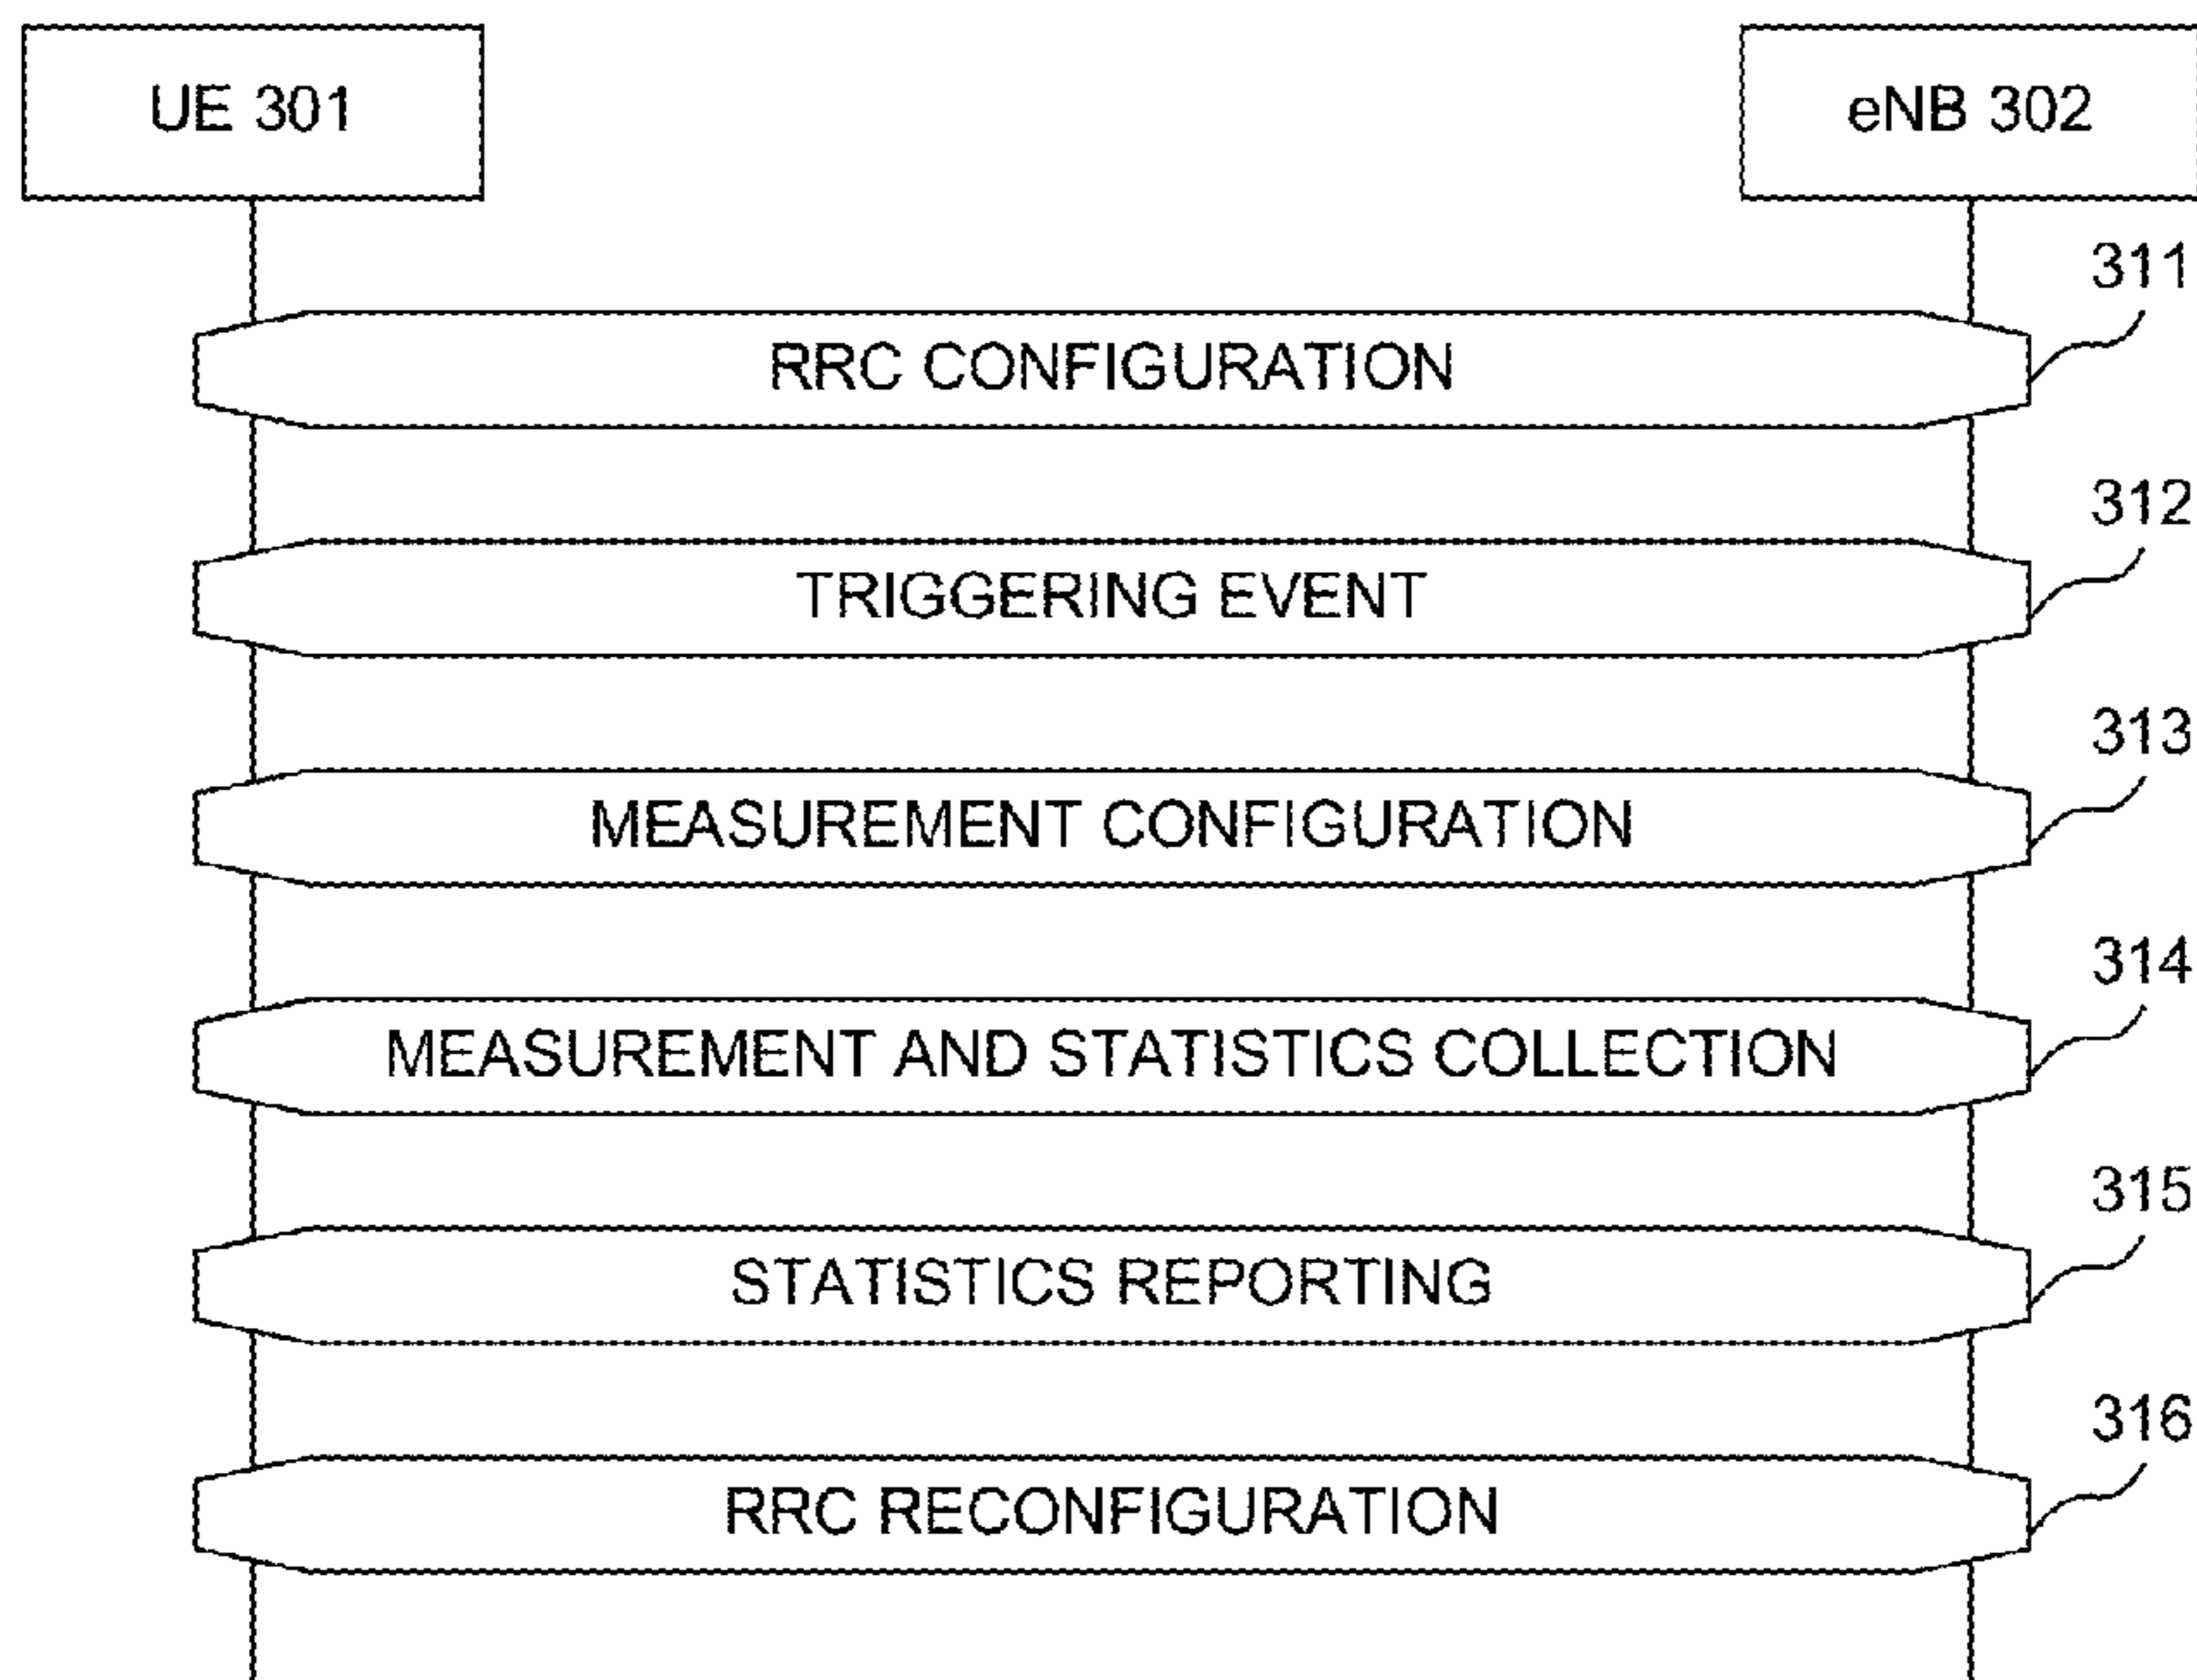 UE 301
eNB 302
311
RRC CONFIGURATION
312
TRIGGERING EVENT
313
MEASUREMENT CONFIGURATION
314
MEASUREMENT AND STATISTICS COLLECTION
315
STATISTICS REPORTING
316
RRC RECONFIGURATION